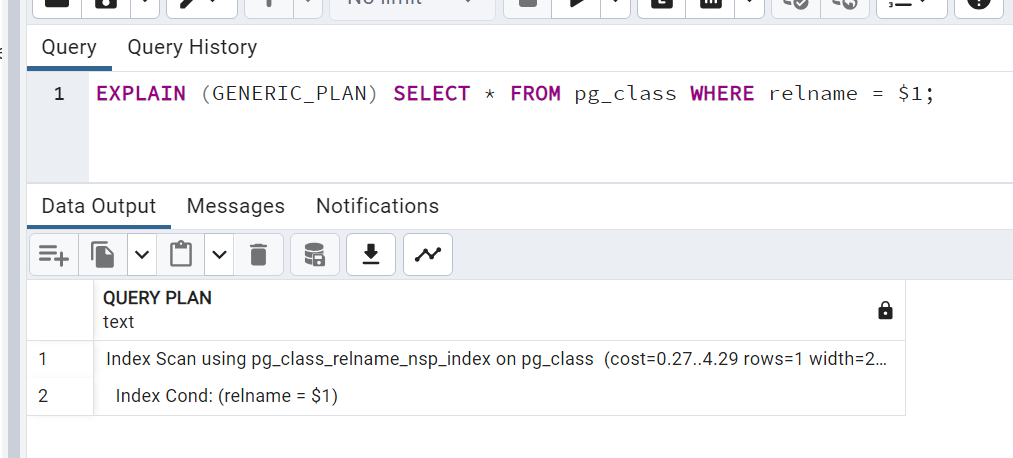 No limit
Query Query History
1 EXPLAIN (GENERIC_PLAN) SELECT * FROM pg_class WHERE relname = $1;
Data Output Messages Notifications
QUERY PLAN
text
1 Index Scan using pg_class_relname_nsp_index on pg_class (cost=0.27..4.29 rows=1 width=2...
2 Index Cond: (relname = $1)